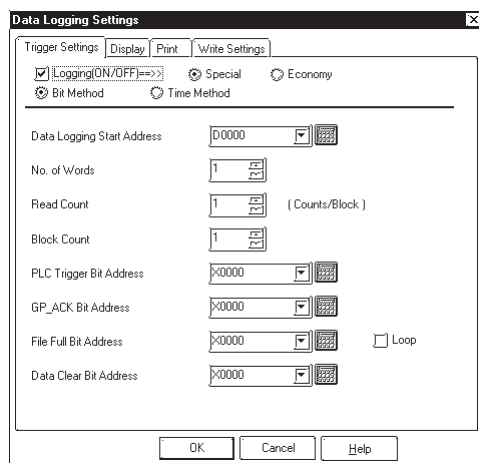 Data Logging Settings
Trigger Settings Display Print Write Settings
Logging(ON/OFF)==>> Special Economy
Bit Method Time Method
Data Logging Start Address D0000
No. of Words 1
Read Count 1 ( Counts/Block )
Block Count 1
PLC Trigger Bit Address X0000
GP_ACK Bit Address X0000
File Full Bit Address X0000 Loop
Data Clear Bit Address X0000
OK Cancel Help